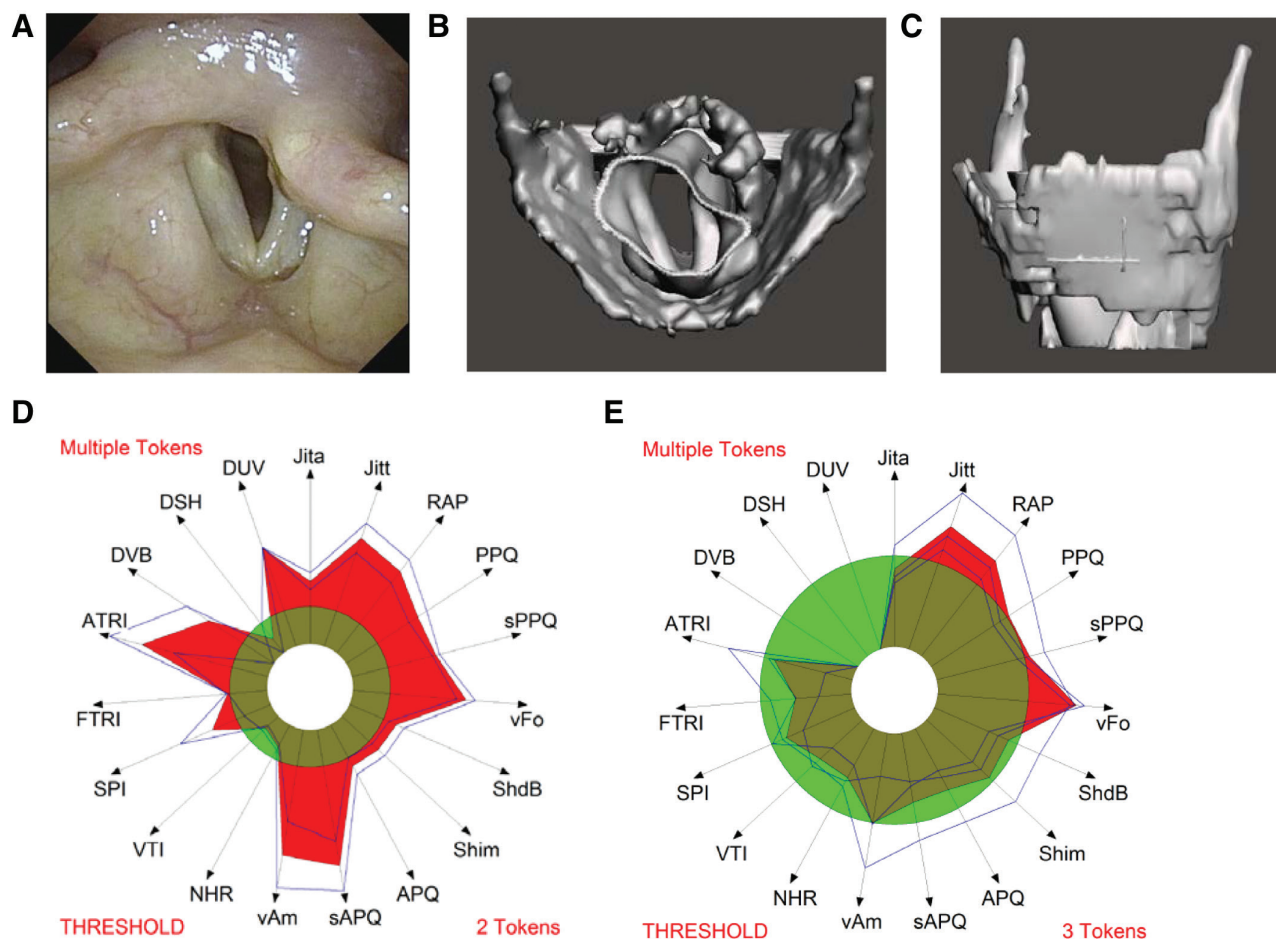 A
B
C
D
E
Multiple Tokens
Jita
Jitt
RAP
PPQ
sPPQ
vFo
ShdB
Shim
APQ
sAPQ
vAm
NHR
VTI
SPI
FTRI
ATRI
DVB
DSH
DUV
THRESHOLD
2 Tokens
Multiple Tokens
Jita
Jitt
RAP
PPQ
sPPQ
vFo
ShdB
Shim
APQ
sAPQ
vAm
NHR
VTI
SPI
FTRI
ATRI
DVB
DSH
DUV
THRESHOLD
3 Tokens